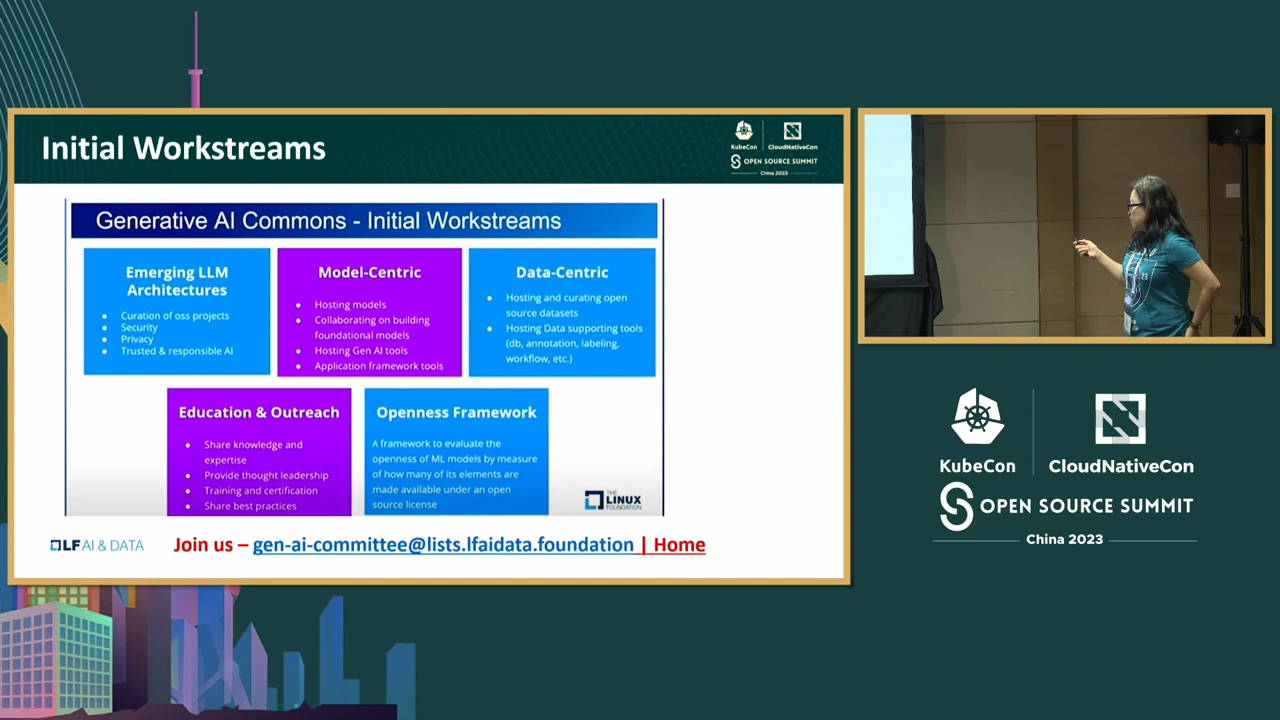 Initial Workstreams
KubeCon
CloudNativeCon
OPEN SOURCE SUMMIT
China 2023
Generative AI Commons - Initial Workstreams
Emerging LLM
Architectures
• Curation of oss projects
• Security
• Privacy
• Trusted & responsible AI
Model-Centric
• Hosting models
• Collaborating on building
foundational models
• Hosting Gen AI tools
• Application framework tools
Data-Centric
• Hosting and curating open
source datasets
• Hosting Data supporting tools
(db, annotation, labeling,
workflow, etc.)
Education & Outreach
• Share knowledge and
expertise
• Provide thought leadership
• Training and certification
• Share best practices
Openness Framework
A framework to evaluate the
openness of ML models by measure
of how many of its elements are
made available under an open
source license
THE
LINUX
FOUNDATION
LF AI & DATA
Join us – gen-ai-committee@lists.lfaidata.foundation | Home
23
KubeCon
CloudNativeCon
OPEN SOURCE SUMMIT
China 2023